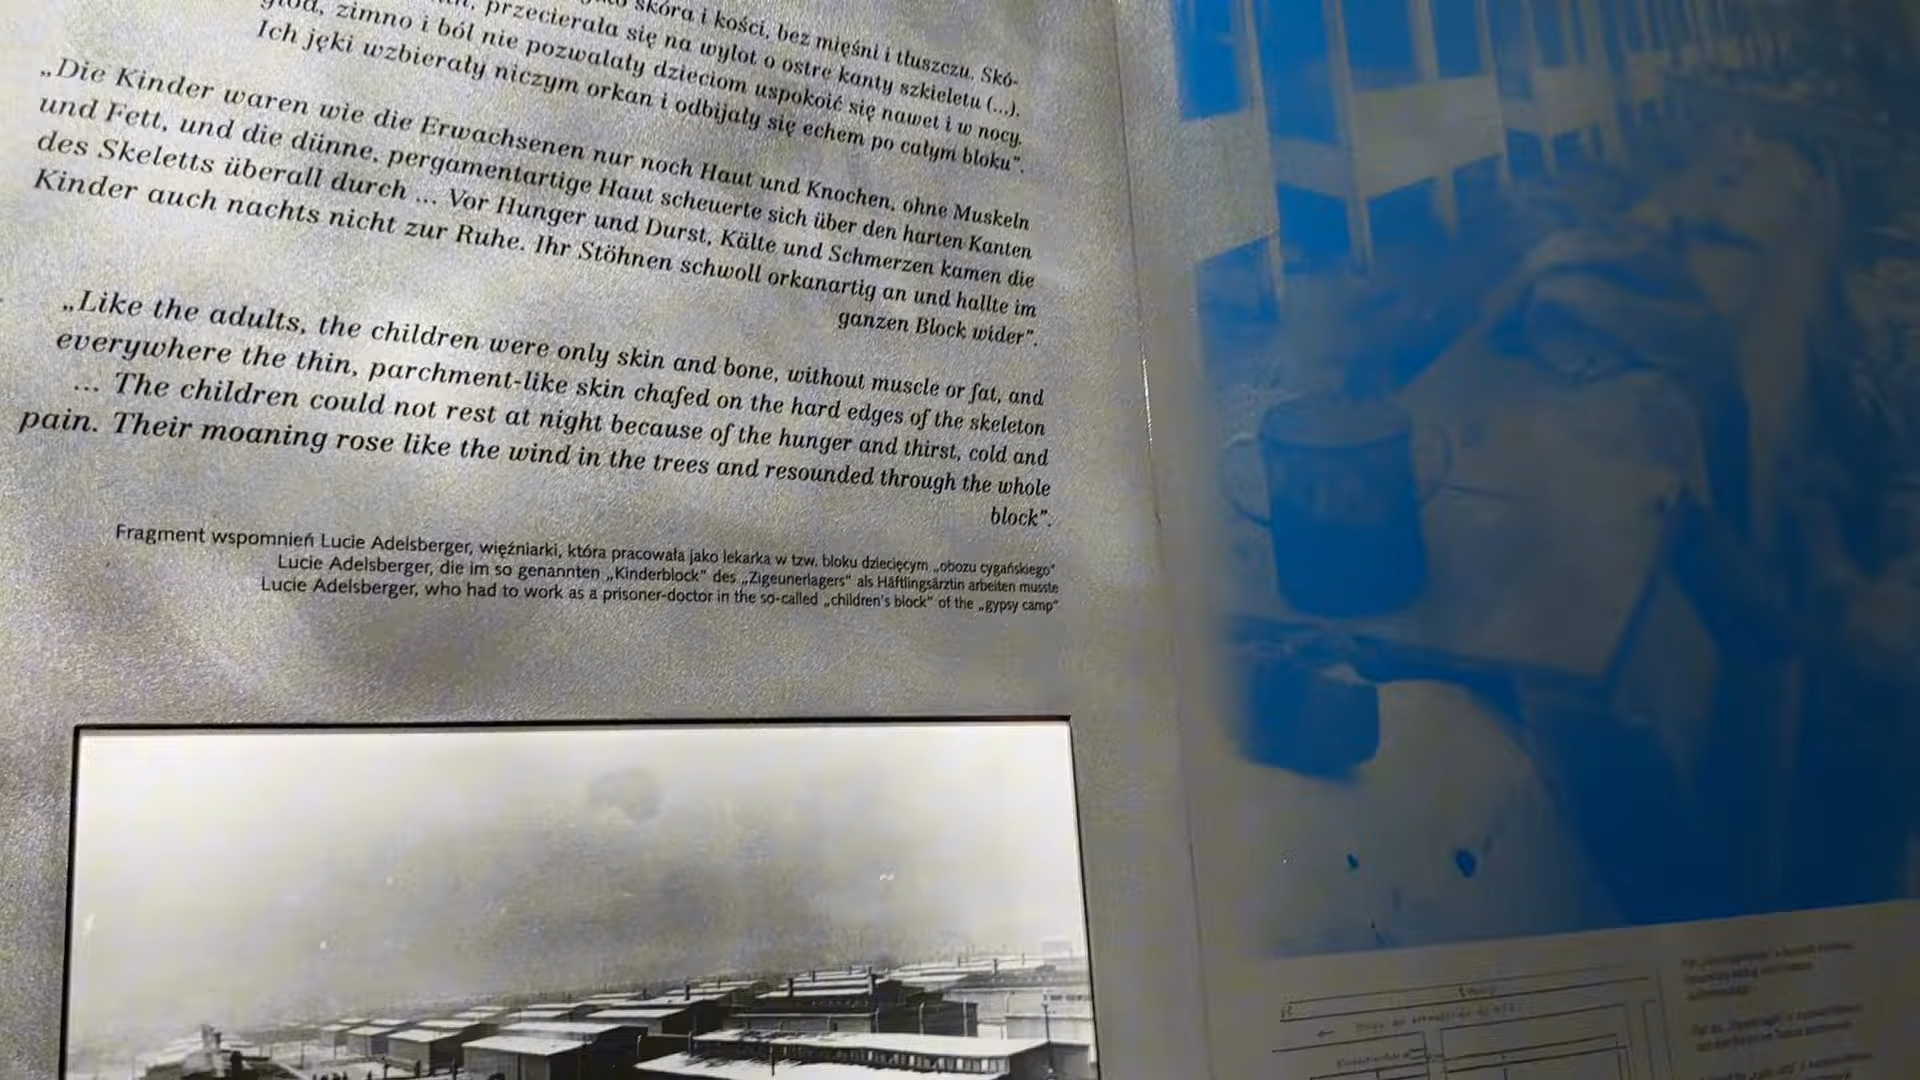 skóra i kości, bez mięśni i tłuszczu. Skó-
przecierała się na wylot o ostre kanty szkieletu (...).
głód, zimno i ból nie pozwalały dzieciom uspokoić się nawet i w nocy.
Ich jęki wzbierały niczym orkan i odbijały się echem po całym bloku”.
„Die Kinder waren wie die Erwachsenen nur noch Haut und Knochen, ohne Muskeln
und Fett, und die dünne, pergamentartige Haut scheuerte sich über den harten Kanten
des Skeletts überall durch ... Vor Hunger und Durst, Kälte und Schmerzen kamen die
Kinder auch nachts nicht zur Ruhe. Ihr Stöhnen schwoll orkanartig an und hallte im
ganzen Block wider”.
„Like the adults, the children were only skin and bone, without muscle or fat, and
everywhere the thin, parchment-like skin chafed on the hard edges of the skeleton
... The children could not rest at night because of the hunger and thirst, cold and
pain. Their moaning rose like the wind in the trees and resounded through the whole
block”.
Fragment wspomnień Lucie Adelsberger, więźniarki, która pracowała jako lekarka w tzw. bloku dziecięcym „obozu cygańskiego”
Lucie Adelsberger, die im so genannten „Kinderblock” des „Zigeunerlagers” als Häftlingsärztin arbeiten musste
Lucie Adelsberger, who had to work as a prisoner-doctor in the so-called „children's block” of the „gypsy camp”